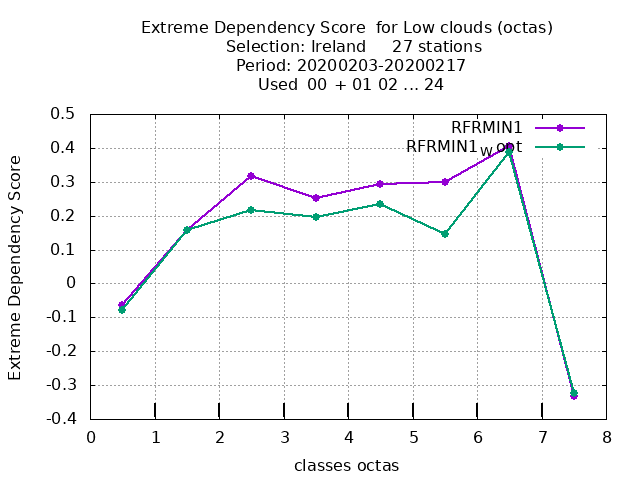 Extreme Dependency Score  for Low clouds (octas)
Selection: Ireland     27 stations
Period: 20200203-20200217
Used  00  + 01 02 ... 24
RFRMIN1
RFRMIN1wopt
Extreme Dependency Score
0.5
0.4
0.3
0.2
0.1
0
-0.1
-0.2
-0.3
-0.4
0 1 2 3 4 5 6 7 8
classes octas